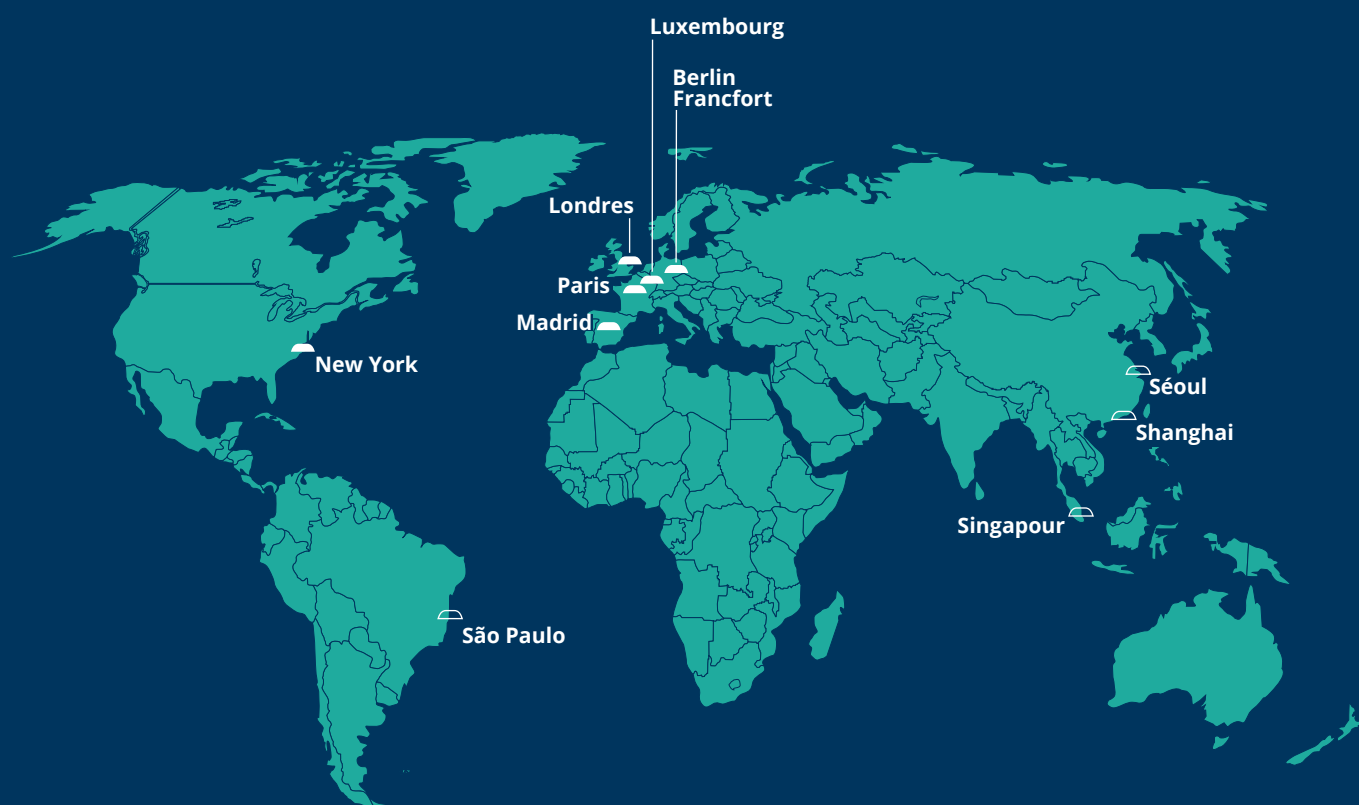 Luxembourg
Berlin
Francfort
Londres
Paris
Madrid
New York
Séoul
Shanghai
Singapour
São Paulo